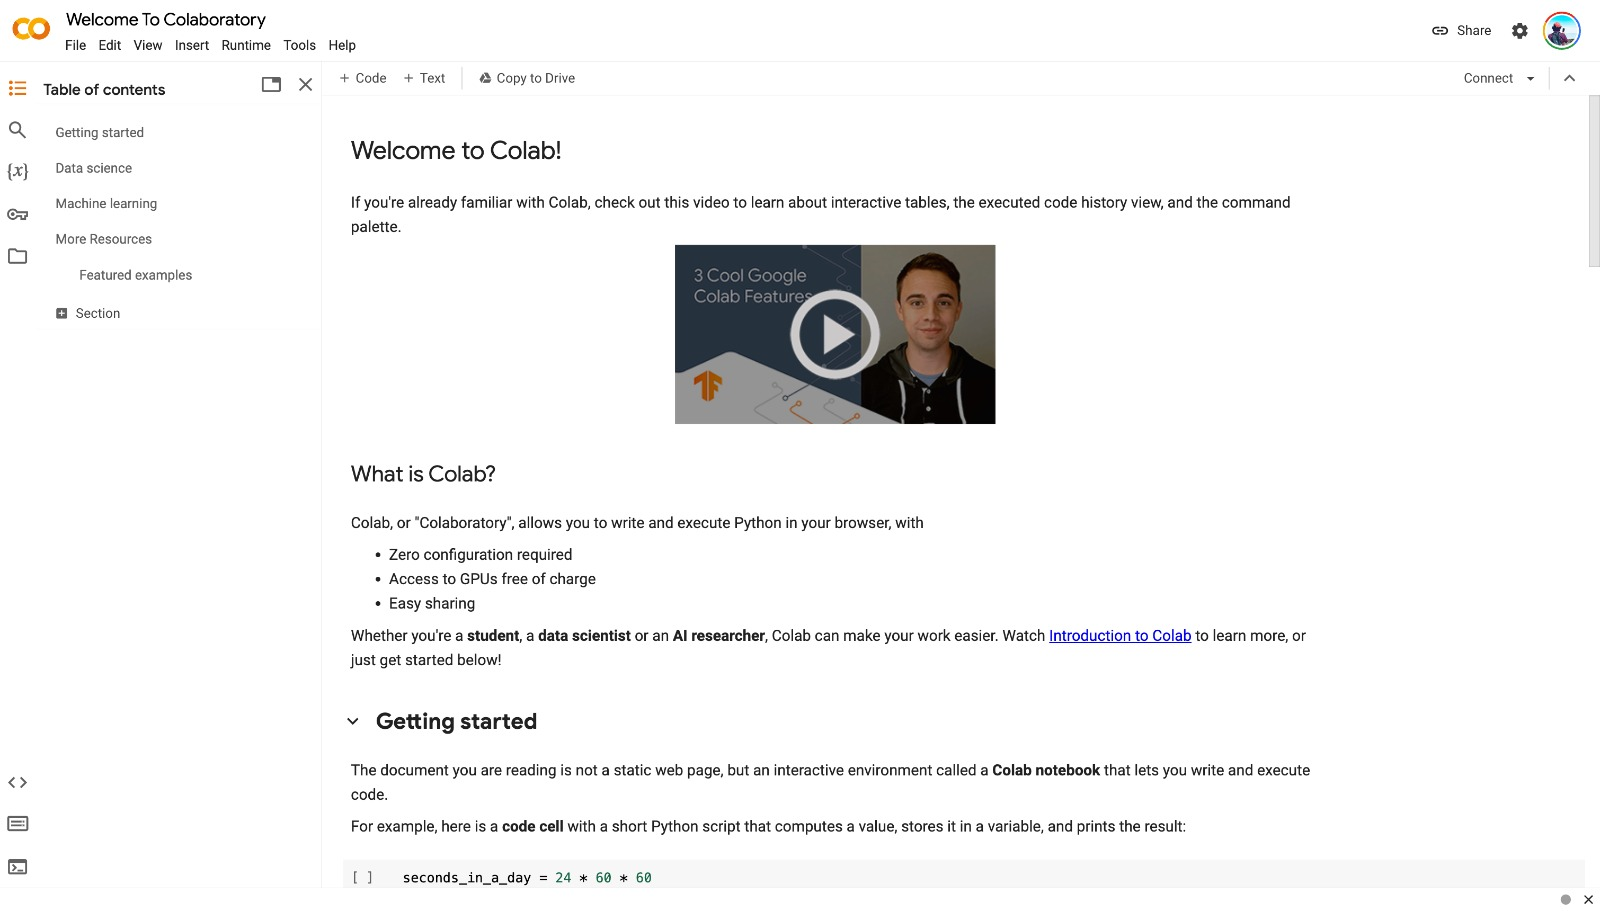 Welcome To Colaboratory
File Edit View Insert Runtime Tools Help
Share
Table of contents
Getting started
Data science
Machine learning
More Resources
Featured examples
Section
+ Code + Text Copy to Drive
Connect
Welcome to Colab!
If you're already familiar with Colab, check out this video to learn about interactive tables, the executed code history view, and the command
palette.
3 Cool Google
Colab Features
What is Colab?
Colab, or "Colaboratory", allows you to write and execute Python in your browser, with
• Zero configuration required
• Access to GPUs free of charge
• Easy sharing
Whether you're a student, a data scientist or an AI researcher, Colab can make your work easier. Watch Introduction to Colab to learn more, or
just get started below!
Getting started
The document you are reading is not a static web page, but an interactive environment called a Colab notebook that lets you write and execute
code.
For example, here is a code cell with a short Python script that computes a value, stores it in a variable, and prints the result:
[ ] seconds_in_a_day = 24 * 60 * 60